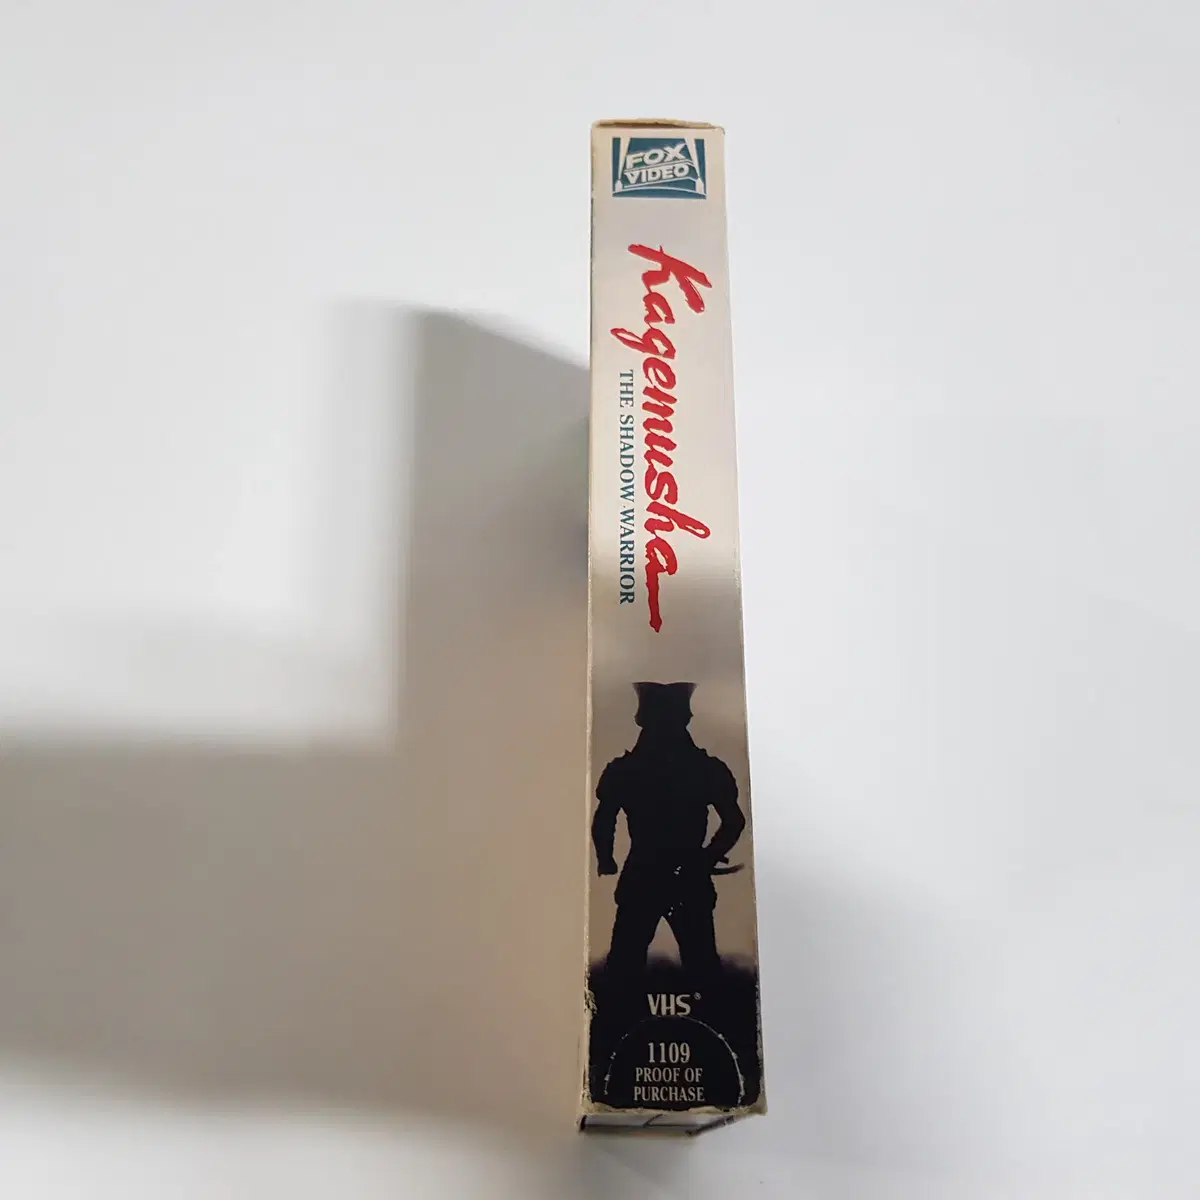 FOX
VIDEO
Kagemusha
THE SHADOW WARRIOR
VHS®
1109
PROOF OF
PURCHASE